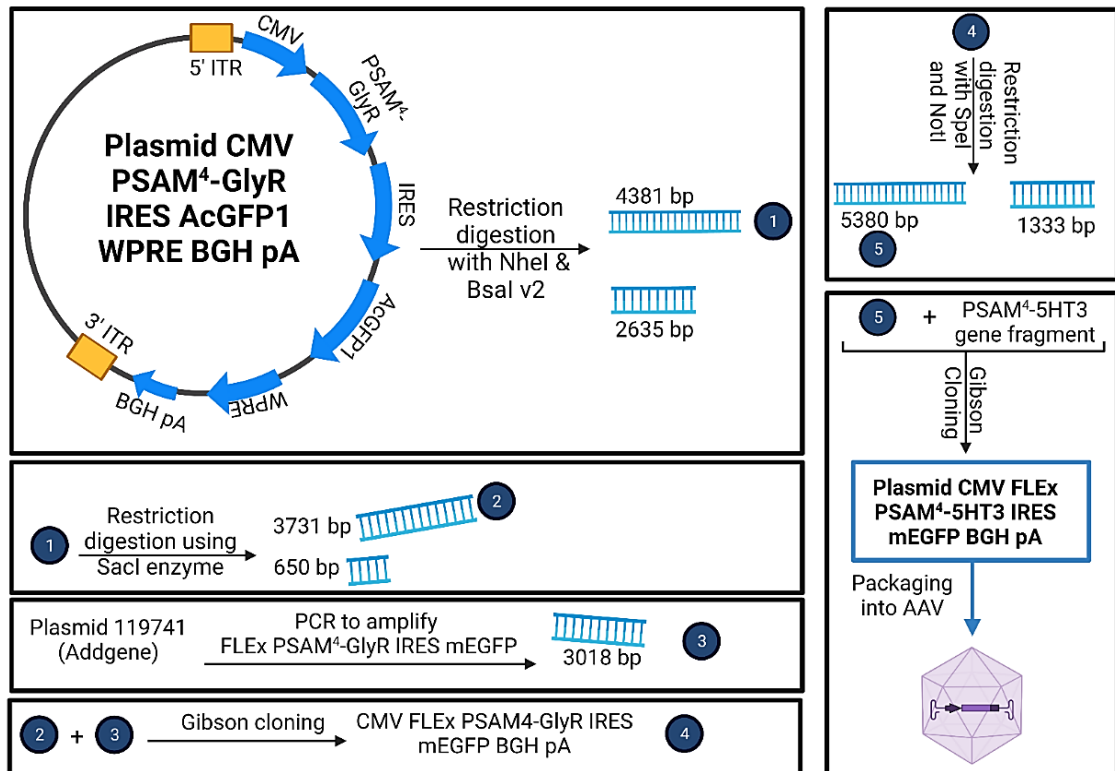 CMV
5' ITR
PSAM⁴-
GlyR
IRES
AcGFP1
WPRE
BGH pA
3' ITR
Plasmid CMV
PSAM⁴-GlyR
IRES AcGFP1
WPRE BGH pA
Restriction
digestion
with NheI &
BsaI v2
4381 bp
1
2635 bp
1
Restriction
digestion using
SacI enzyme
3731 bp
2
650 bp
Plasmid 119741
(Addgene)
PCR to amplify
FLEx PSAM⁴-GlyR IRES mEGFP
3018 bp
3
2 + 3
Gibson cloning
CMV FLEx PSAM4-GlyR IRES
mEGFP BGH pA
4
4
Restriction
digestion
with SpeI
and NotI
5380 bp
1333 bp
5
5 + PSAM⁴-5HT3
gene fragment
Gibson
Cloning
Plasmid CMV FLEx
PSAM⁴-5HT3 IRES
mEGFP BGH pA
Packaging
into AAV